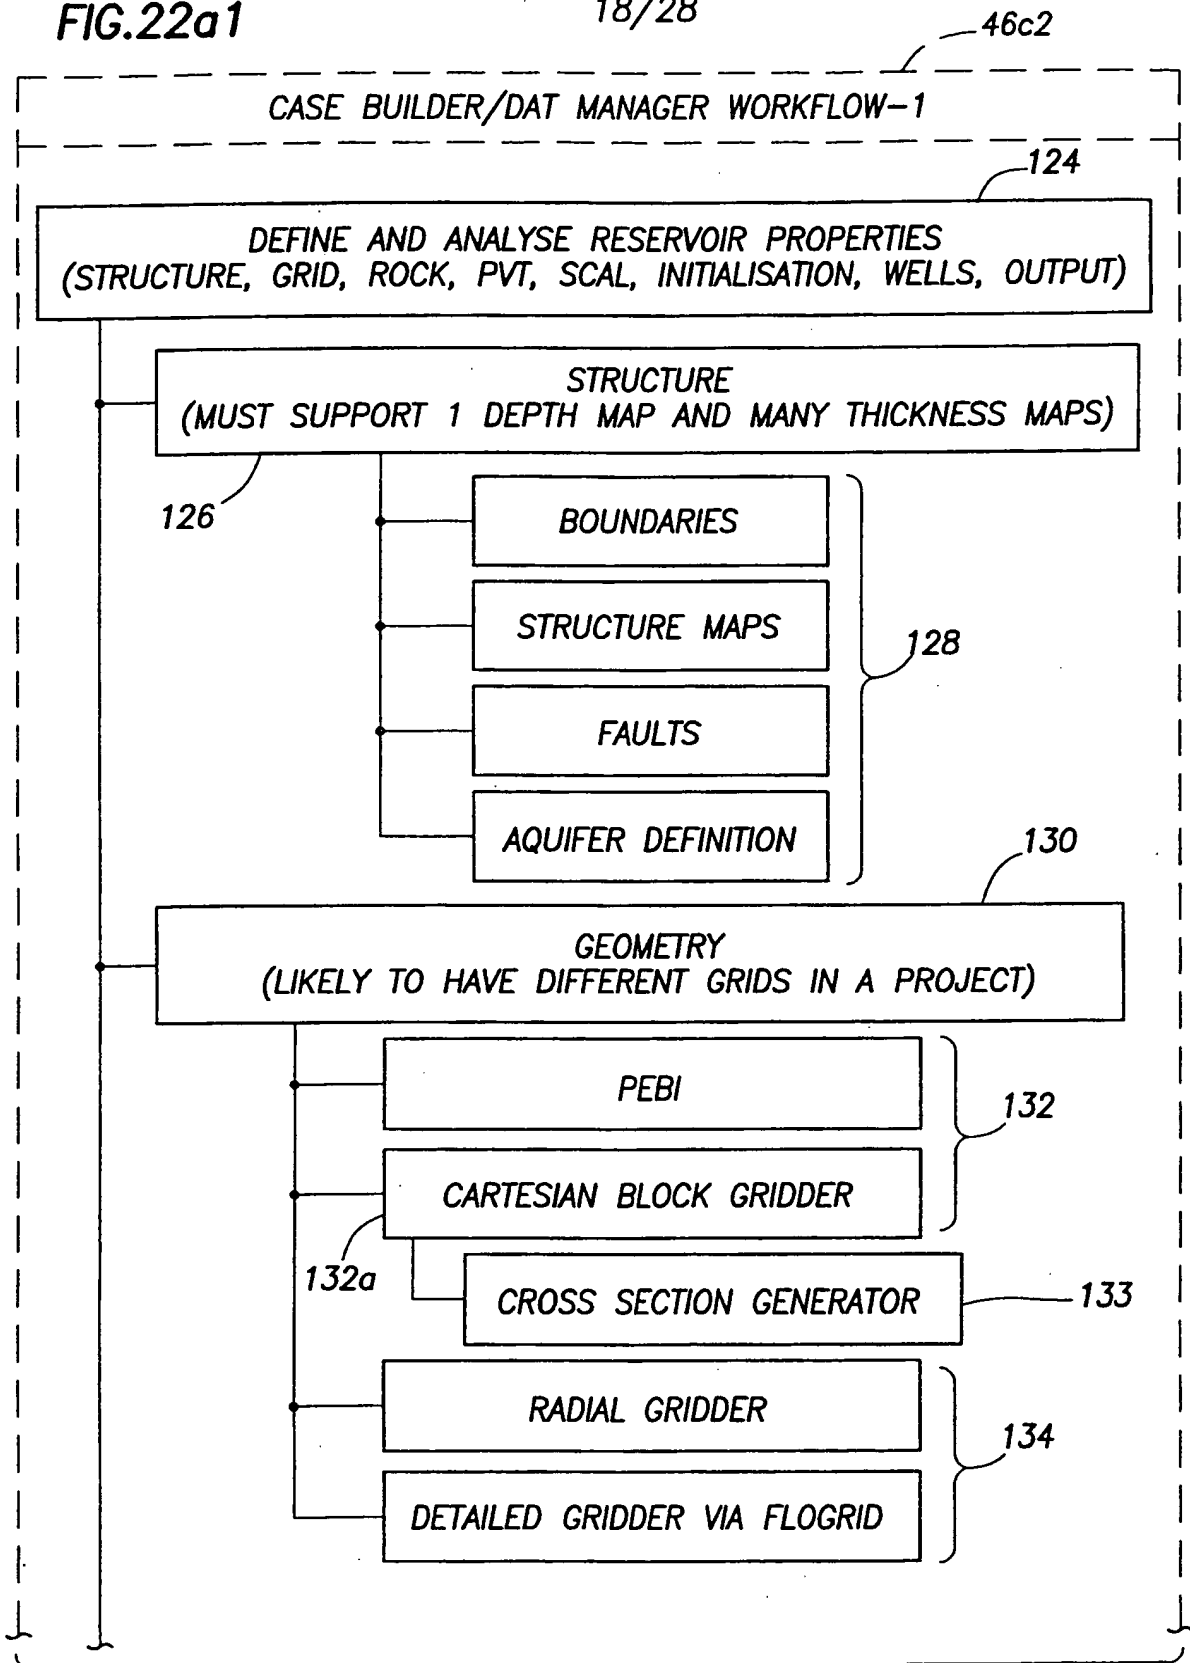 FIG.22a1
18/28
46c2
CASE BUILDER/DAT MANAGER WORKFLOW-1
124
DEFINE AND ANALYSE RESERVOIR PROPERTIES
(STRUCTURE, GRID, ROCK, PVT, SCAL, INITIALISATION, WELLS, OUTPUT)
STRUCTURE
(MUST SUPPORT 1 DEPTH MAP AND MANY THICKNESS MAPS)
126
BOUNDARIES
STRUCTURE MAPS
128
FAULTS
AQUIFER DEFINITION
130
GEOMETRY
(LIKELY TO HAVE DIFFERENT GRIDS IN A PROJECT)
PEBI
132
CARTESIAN BLOCK GRIDDER
132a
CROSS SECTION GENERATOR
133
RADIAL GRIDDER
134
DETAILED GRIDDER VIA FLOGRID